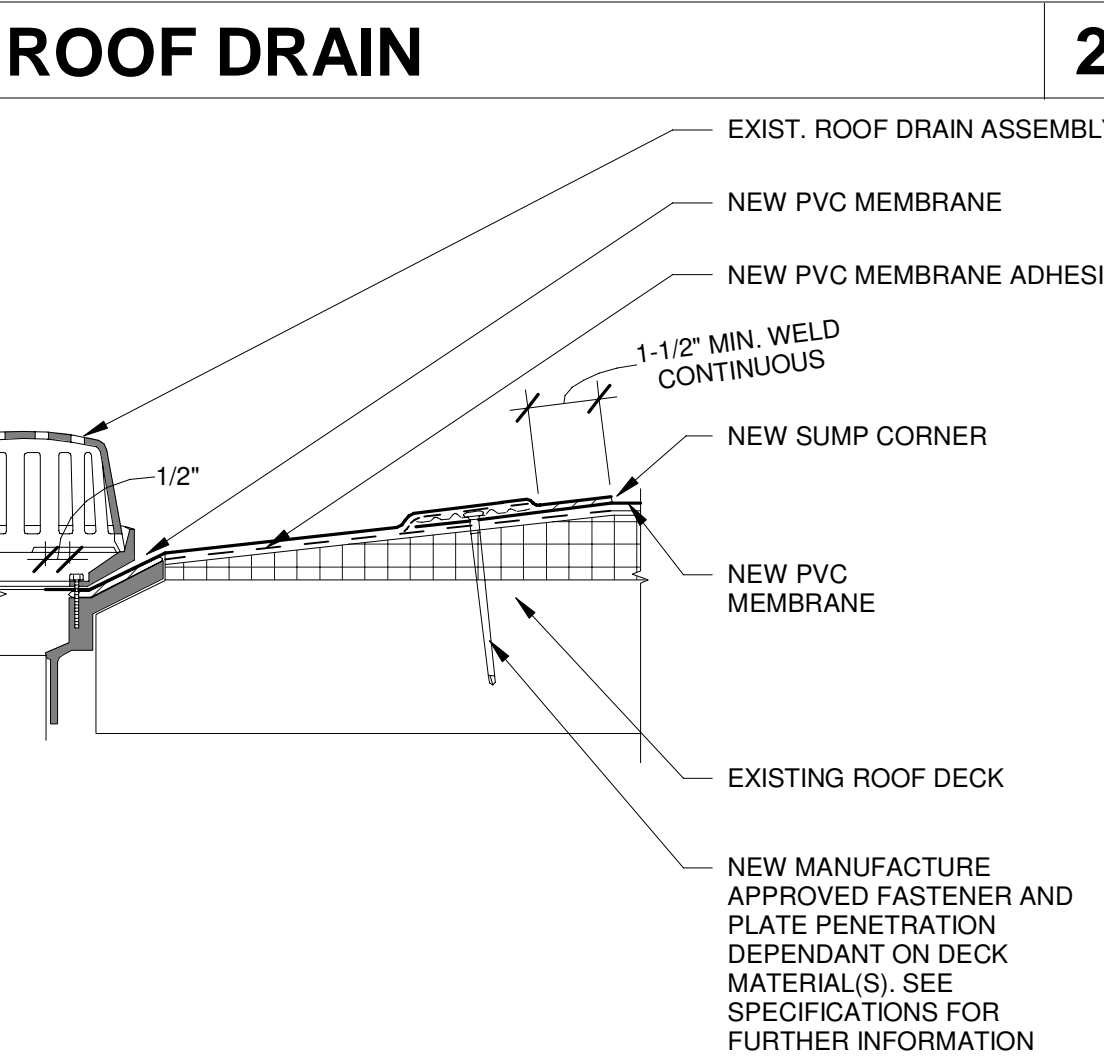 ROOF DRAIN
2
EXIST. ROOF DRAIN ASSEMBLY
NEW PVC MEMBRANE
NEW PVC MEMBRANE ADHESI
1-1/2" MIN. WELD
CONTINUOUS
NEW SUMP CORNER
1/2"
NEW PVC
MEMBRANE
EXISTING ROOF DECK
NEW MANUFACTURE
APPROVED FASTENER AND
PLATE PENETRATION
DEPENDANT ON DECK
MATERIAL(S). SEE
SPECIFICATIONS FOR
FURTHER INFORMATION